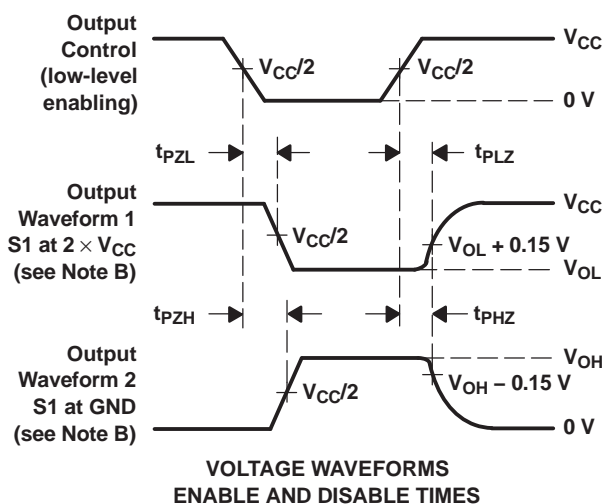 Output
Control
(low-level
enabling)
VCC/2
VCC/2
VCC
0 V
tPZL
tPLZ
Output
Waveform 1
S1 at 2 × VCC
(see Note B)
VCC/2
VCC
VOL + 0.15 V
VOL
tPZH
tPHZ
Output
Waveform 2
S1 at GND
(see Note B)
VCC/2
VOH
VOH − 0.15 V
0 V
VOLTAGE WAVEFORMS
ENABLE AND DISABLE TIMES